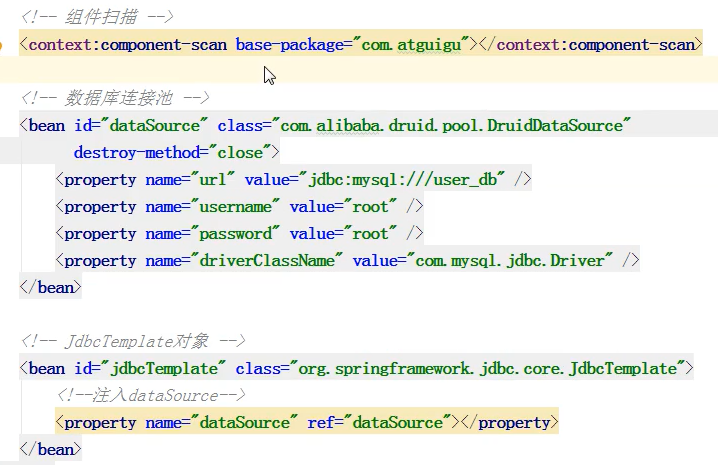 <!-- 组件扫描 -->
<context:component-scan base-package="com.atguigu"></context:component-scan>
<!-- 数据库连接池 -->
<bean id="dataSource" class="com.alibaba.druid.pool.DruidDataSource"
destroy-method="close">
<property name="url" value="jdbc:mysql:///user_db" />
<property name="username" value="root" />
<property name="password" value="root" />
<property name="driverClassName" value="com.mysql.jdbc.Driver" />
</bean>
<!-- JdbcTemplate对象 -->
<bean id="jdbcTemplate" class="org.springframework.jdbc.core.JdbcTemplate">
<!--注入dataSource-->
<property name="dataSource" ref="dataSource"></property>
</bean>